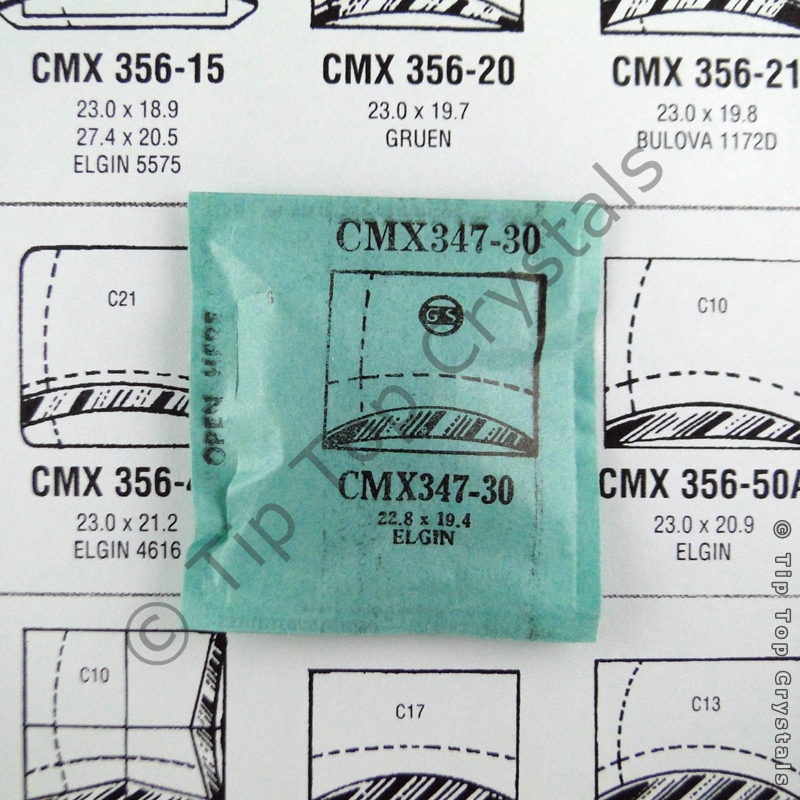 CMX 356-15
23.0 x 18.9
27.4 x 20.5
ELGIN 5575
CMX 356-20
23.0 x 19.7
GRUEN
CMX 356-21
23.0 x 19.8
BULOVA 1172D
C21
CMX 356-
23.0 x 21.2
ELGIN 4616
OPEN HERE
CMX347-30
GS
CMX347-30
22.8 x 19.4
ELGIN
C10
CMX 356-50A
23.0 x 20.9
ELGIN
C10
C17
C13
© Tip Top Crystals
© Tip Top Crystals